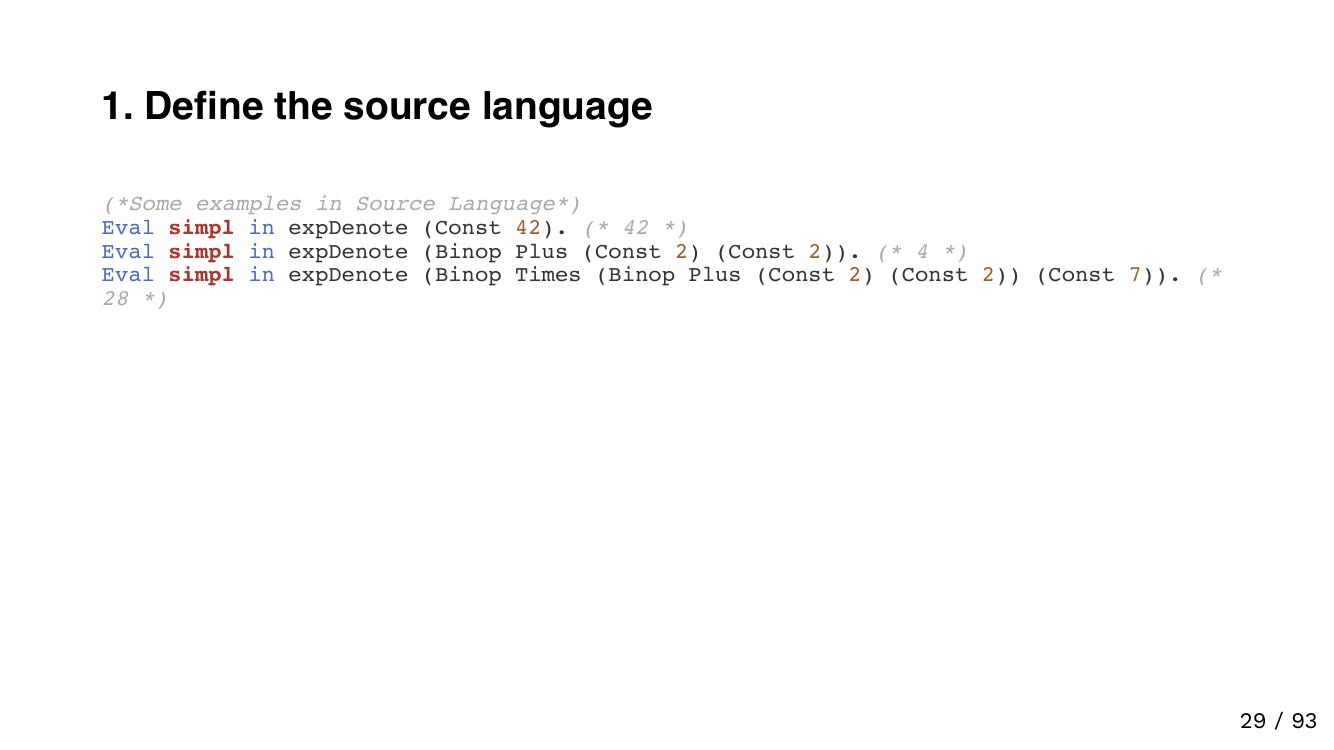 1. Define the source language
(*Some examples in Source Language*)
Eval simpl in expDenote (Const 42). (* 42 *)
Eval simpl in expDenote (Binop Plus (Const 2) (Const 2)). (* 4 *)
Eval simpl in expDenote (Binop Times (Binop Plus (Const 2) (Const 2)) (Const 7)). (*
28 *)
29 / 93